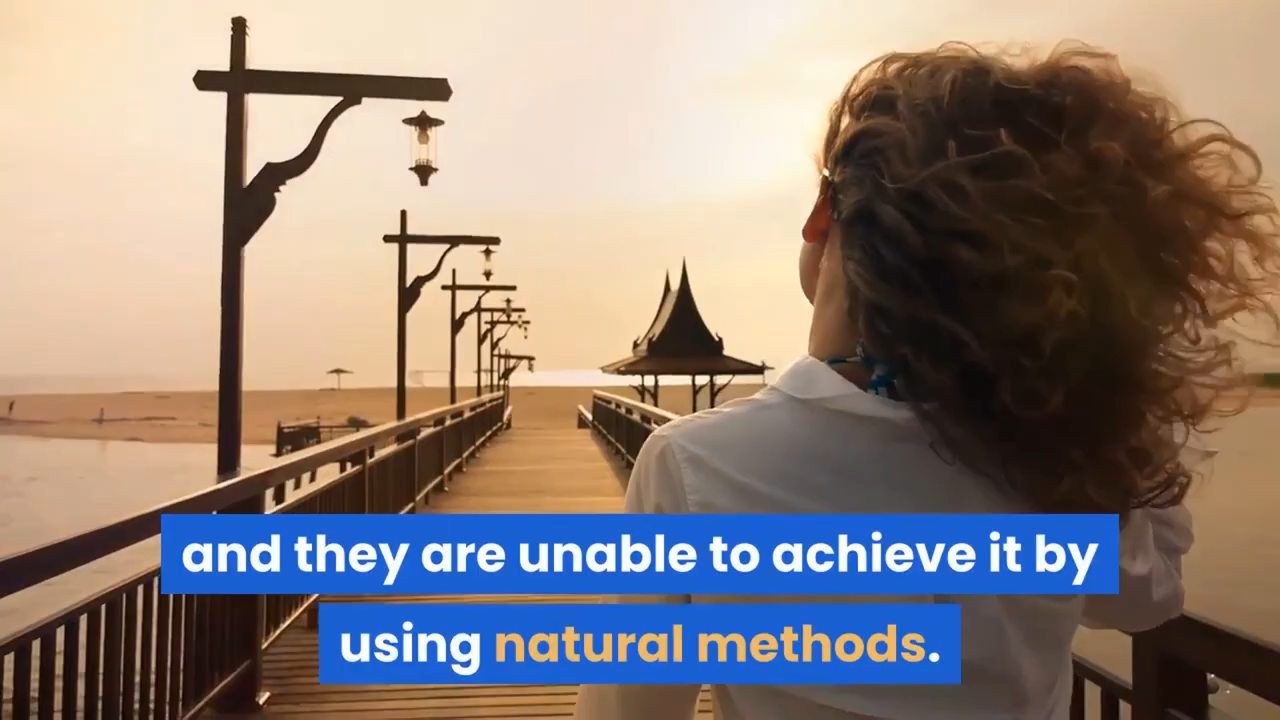 and they are unable to achieve it by
using natural methods.